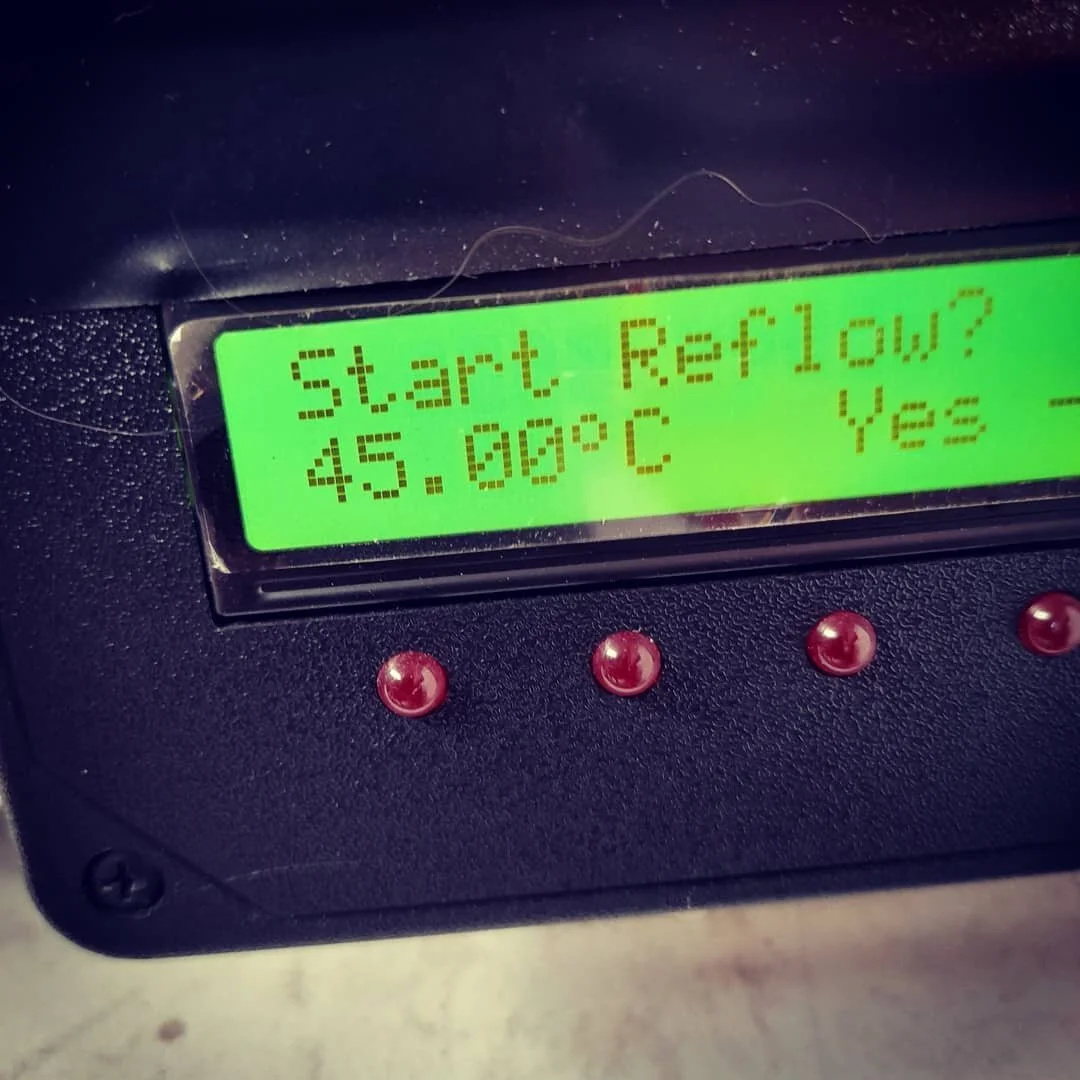 Start Reflow?
45.00°C Yes -